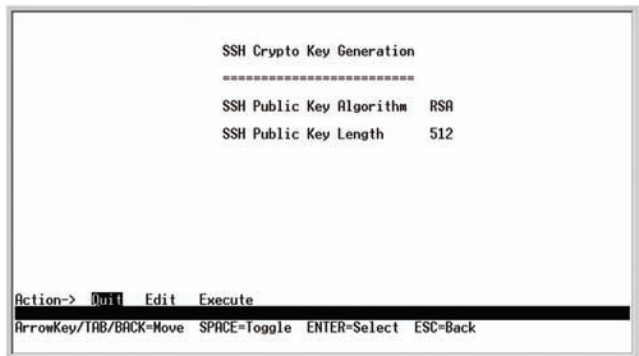 SSH Crypto Key Generation
==========================
SSH Public Key Algorithm RSA
SSH Public Key Length 512
Action-> Quit Edit Execute
ArrowKey/TAB/BACK=Move SPACE=Toggle ENTER=Select ESC=Back